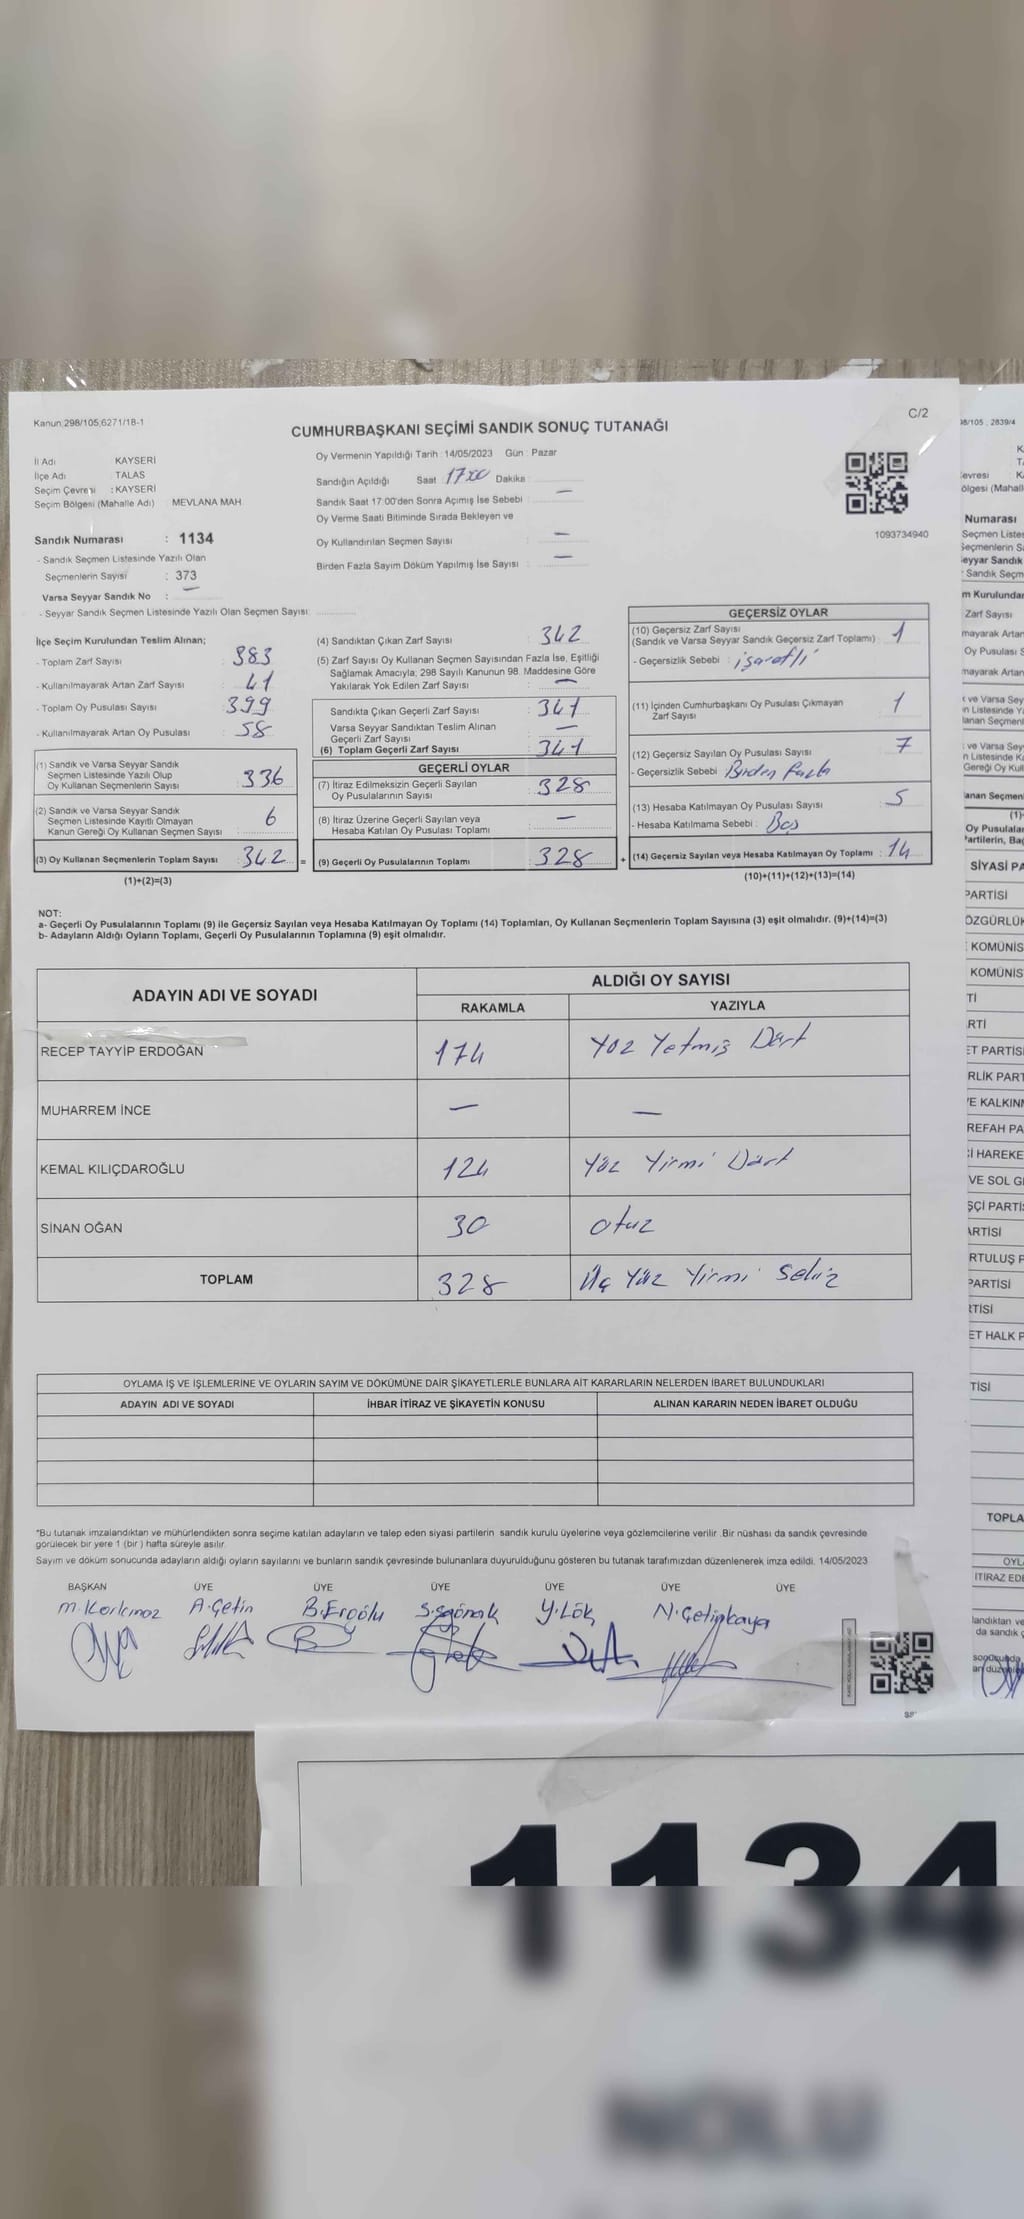 Kanun;298/105,6271/18-1
C/2
CUMHURBAŞKANI SEÇİMİ SANDIK SONUÇ TUTANAĞI
İl Adı KAYSERİ
İlçe Adı TALAS
Seçim Çevresi : KAYSERİ
Seçim Bölgesi (Mahalle Adı) MEVLANA MAH.
Sandık Numarası : 1134
- Sandık Seçmen Listesinde Yazılı Olan
Seçmenlerin Sayısı : 373
Varsa Seyyar Sandık No : —
- Seyyar Sandık Seçmen Listesinde Yazılı Olan Seçmen Sayısı:
Oy Vermenin Yapıldığı Tarih : 14/05/2023 Gün : Pazar
Sandığın Açıldığı Saat 17:00 Dakika :
Sandık Saat 17:00'den Sonra Açımış İse Sebebi : —
Oy Verme Saati Bitiminde Sırada Bekleyen ve
Oy Kullandırılan Seçmen Sayısı : —
Birden Fazla Sayım Döküm Yapılmış İse Sayısı : —
1093734940
İlçe Seçim Kurulundan Teslim Alınan;
- Toplam Zarf Sayısı : 383
- Kullanılmayarak Artan Zarf Sayısı : 41
- Toplam Oy Pusulası Sayısı : 399
- Kullanılmayarak Artan Oy Pusulası : 58
(1) Sandık ve Varsa Seyyar Sandık
Seçmen Listesinde Yazılı Olup
Oy Kullanan Seçmenlerin Sayısı : 336
(2) Sandık ve Varsa Seyyar Sandık
Seçmen Listesinde Kayıtlı Olmayan
Kanun Gereği Oy Kullanan Seçmen Sayısı : 6
(3) Oy Kullanan Seçmenlerin Toplam Sayısı : 342 =
(1)+(2)=(3)
(4) Sandıktan Çıkan Zarf Sayısı : 342
(5) Zarf Sayısı Oy Kullanan Seçmen Sayısından Fazla İse, Eşitliği
Sağlamak Amacıyla; 298 Sayılı Kanunun 98. Maddesine Göre
Yakılarak Yok Edilen Zarf Sayısı : —
Sandıkta Çıkan Geçerli Zarf Sayısı : 341
Varsa Seyyar Sandıktan Teslim Alınan
Geçerli Zarf Sayısı : —
(6) Toplam Geçerli Zarf Sayısı : 341
GEÇERLİ OYLAR
(7) İtiraz Edilmeksizin Geçerli Sayılan
Oy Pusulalarının Sayısı : 328
(8) İtiraz Üzerine Geçerli Sayılan veya
Hesaba Katılan Oy Pusulası Toplamı : —
(9) Geçerli Oy Pusulalarının Toplamı : 328 +
GEÇERSİZ OYLAR
(10) Geçersiz Zarf Sayısı
(Sandık ve Varsa Seyyar Sandık Geçersiz Zarf Toplamı) : 1
- Geçersizlik Sebebi : işaretli
(11) İçinden Cumhurbaşkanı Oy Pusulası Çıkmayan
Zarf Sayısı : 1
(12) Geçersiz Sayılan Oy Pusulası Sayısı : 7
- Geçersizlik Sebebi : Birden fazla
(13) Hesaba Katılmayan Oy Pusulası Sayısı : 5
- Hesaba Katılmama Sebebi : Boş
(14) Geçersiz Sayılan veya Hesaba Katılmayan Oy Toplamı : 14
(10)+(11)+(12)+(13)=(14)
NOT:
a- Geçerli Oy Pusulalarının Toplamı (9) ile Geçersiz Sayılan veya Hesaba Katılmayan Oy Toplamı (14) Toplamları, Oy Kullanan Seçmenlerin Toplam Sayısına (3) eşit olmalıdır. (9)+(14)=(3)
b- Adayların Aldığı Oyların Toplamı, Geçerli Oy Pusulalarının Toplamına (9) eşit olmalıdır.
ADAYIN ADI VE SOYADI
ALDIĞI OY SAYISI
RAKAMLA YAZIYLA
RECEP TAYYİP ERDOĞAN 174 Yüz Yetmiş Dört
MUHARREM İNCE — —
KEMAL KILIÇDAROĞLU 124 Yüz Yirmi Dört
SİNAN OĞAN 30 otuz
TOPLAM 328 Üç Yüz Yirmi Sekiz
OYLAMA İŞ VE İŞLEMLERİNE VE OYLARIN SAYIM VE DÖKÜMÜNE DAİR ŞİKAYETLERLE BUNLARA AİT KARARLARIN NELERDEN İBARET BULUNDUKLARI
ADAYIN ADI VE SOYADI İHBAR İTİRAZ VE ŞİKAYETİN KONUSU ALINAN KARARIN NEDEN İBARET OLDUĞU
*Bu tutanak imzalandıktan ve mühürlendikten sonra seçime katılan adayların ve talep eden siyasi partilerin sandık kurulu üyelerine veya gözlemcilerine verilir .Bir nüshası da sandık çevresinde
görülecek bir yere 1 (bir ) hafta süreyle asılır.
Sayım ve döküm sonucunda adayların aldığı oyların sayılarını ve bunların sandık çevresinde bulunanlara duyurulduğunu gösteren bu tutanak tarafımızdan düzenlenerek imza edildi. 14/05/2023
BAŞKAN ÜYE ÜYE ÜYE ÜYE ÜYE ÜYE
M.Korkmaz A.Çetin B.Eroğlu Y.Lök N.Çetinkaya
1134
1134
NOLU